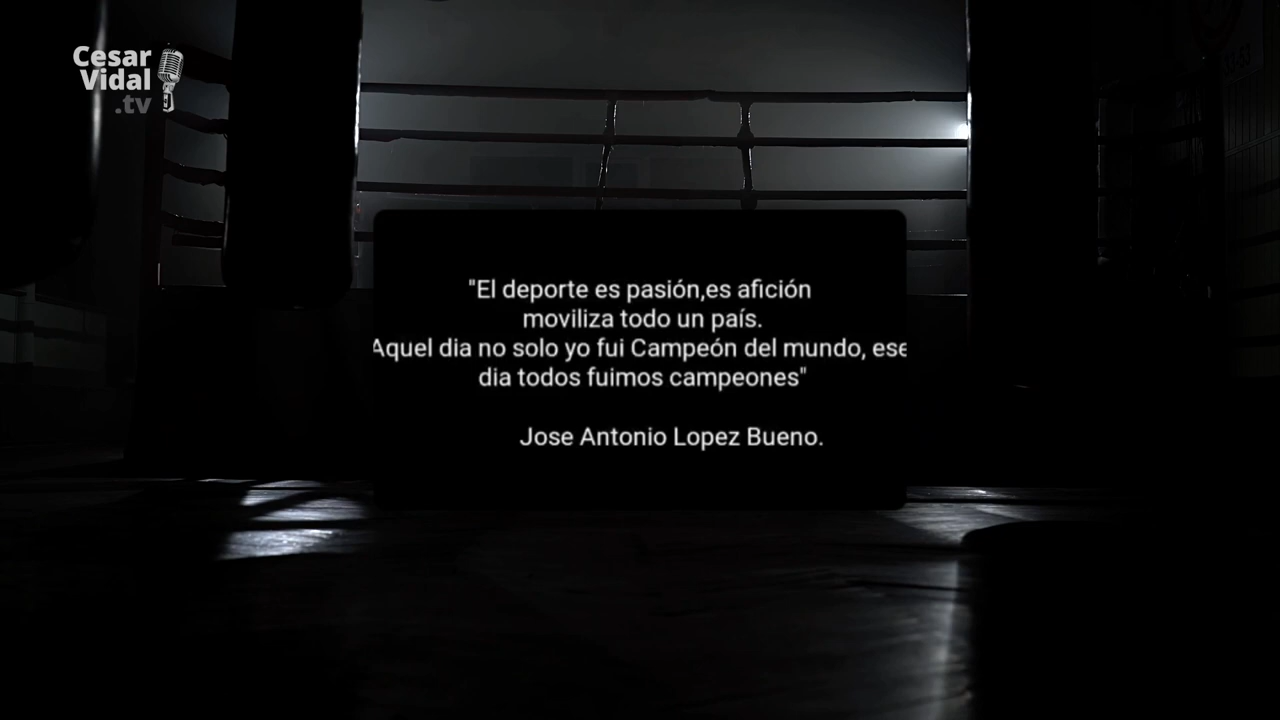 Cesar
Vidal
.tv
"El deporte es pasión,es afición
moviliza todo un país.
Aquel dia no solo yo fui Campeón del mundo, ese
dia todos fuimos campeones"
Jose Antonio Lopez Bueno.